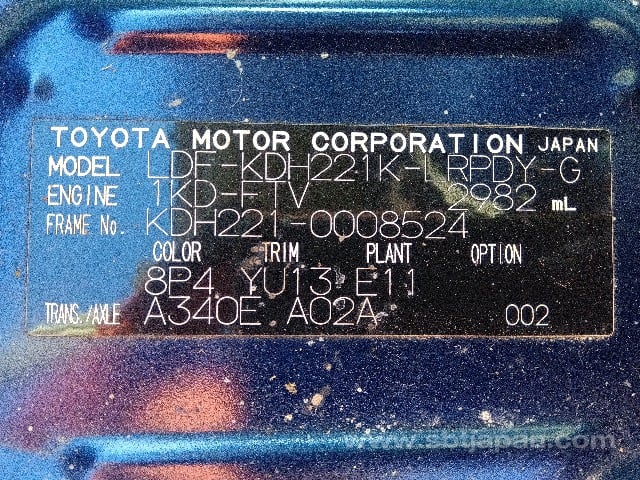 TOYOTA MOTOR CORPORATION JAPAN
MODEL LDF-KDH221K-LRPDY-G
ENGINE 1KD-FTV 2982 mL
FRAME No. KDH221-0008524
COLOR TRIM PLANT OPTION
8P4 YU13 E11
TRANS./AXLE A340E A02A 002
www.sbtjapan.com